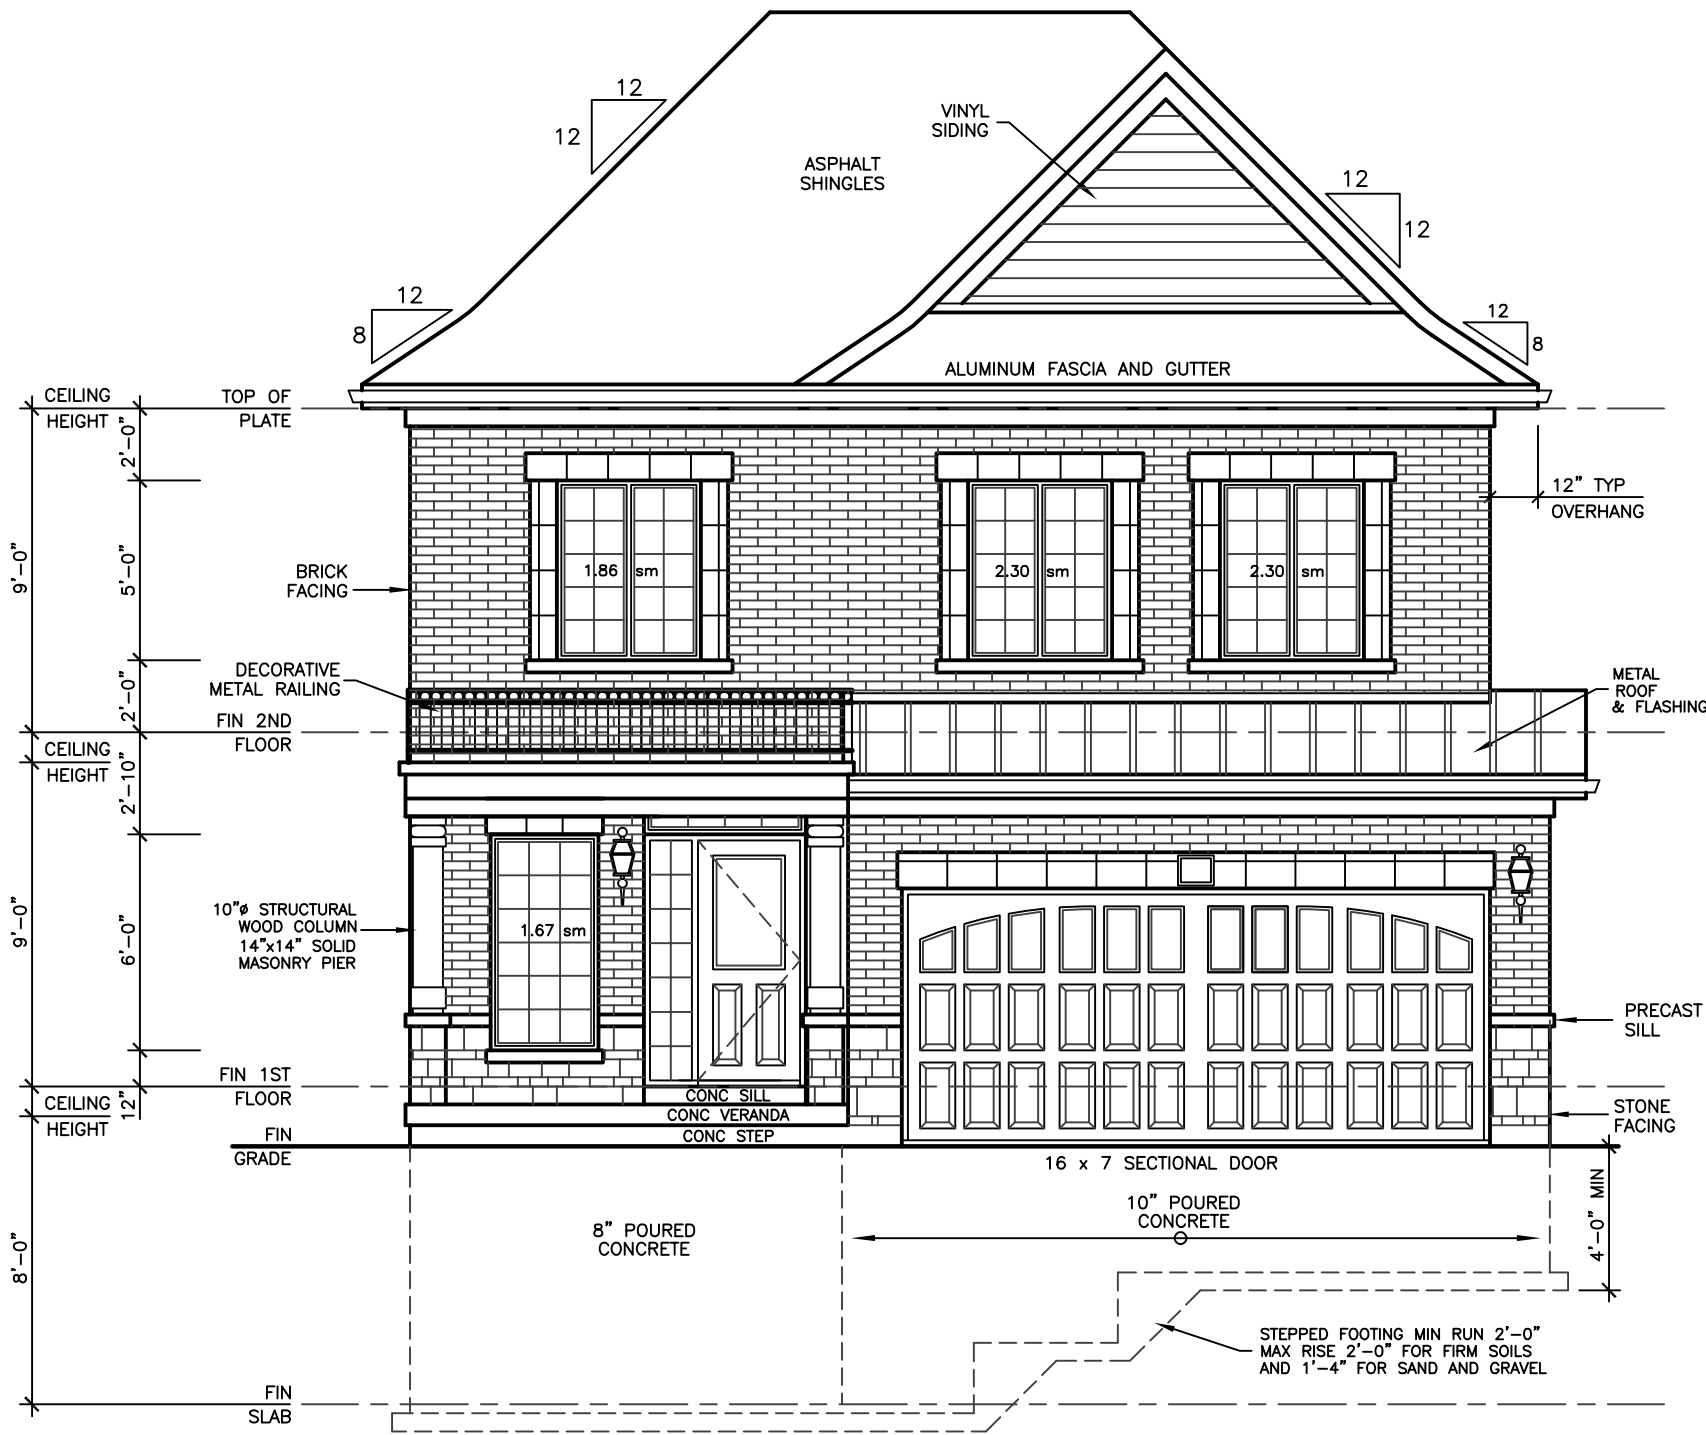 12
12
VINYL
SIDING
ASPHALT
SHINGLES
12
12
12
8
12
8
ALUMINUM FASCIA AND GUTTER
CEILING
HEIGHT
TOP OF
PLATE
2'-0"
12" TYP
OVERHANG
9'-0"
5'-0"
BRICK
FACING
1.86 sm
2.30 sm
2.30 sm
DECORATIVE
METAL RAILING
METAL
ROOF
& FLASHING
2'-0"
FIN 2ND
FLOOR
CEILING
HEIGHT
2'-10"
9'-0"
6'-0"
10"ø STRUCTURAL
WOOD COLUMN
14"x14" SOLID
MASONRY PIER
1.67 sm
PRECAST
SILL
FIN 1ST
FLOOR
12"
CEILING
HEIGHT
CONC SILL
CONC VERANDA
CONC STEP
STONE
FACING
FIN
GRADE
16 x 7 SECTIONAL DOOR
8" POURED
CONCRETE
10" POURED
CONCRETE
4'-0" MIN
8'-0"
STEPPED FOOTING MIN RUN 2'-0"
MAX RISE 2'-0" FOR FIRM SOILS
AND 1'-4" FOR SAND AND GRAVEL
FIN
SLAB